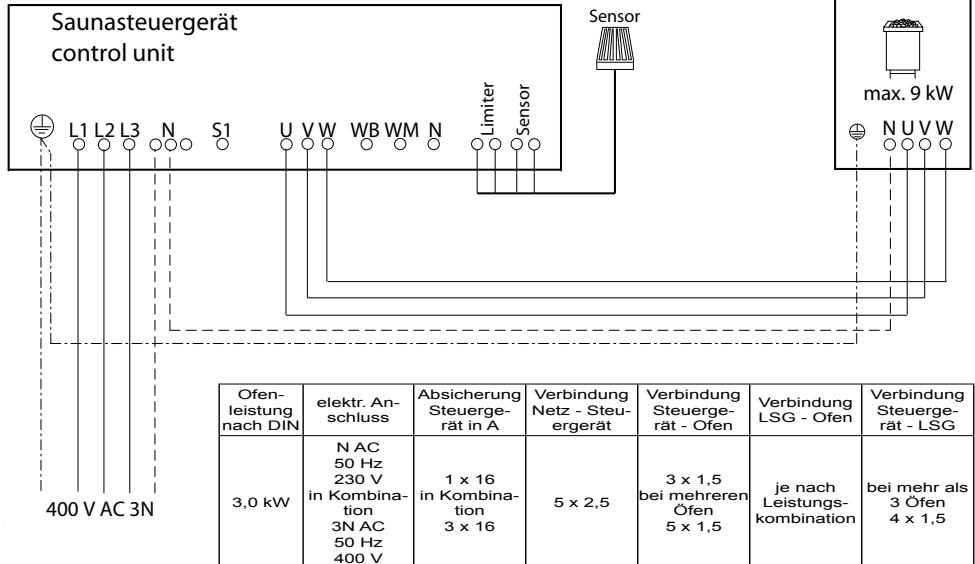 Saunasteuergerät
control unit
L1 L2 L3 N S1 U V W WB WM N Limiter Sensor
Sensor
max. 9 kW
N U V W
400 V AC 3N
Ofen-
leistung
nach DIN
elektr. An-
schluss
Absicherung
Steuerge-
rät in A
Verbindung
Netz - Steu-
ergerät
Verbindung
Steuerge-
rät - Ofen
Verbindung
LSG - Ofen
Verbindung
Steuerge-
rät - LSG
3,0 kW
N AC
50 Hz
230 V
in Kombina-
tion
3N AC
50 Hz
400 V
1 x 16
in Kombina-
tion
3 x 16
5 x 2,5
3 x 1,5
bei mehreren
Öfen
5 x 1,5
je nach
Leistungs-
kombination
bei mehr als
3 Öfen
4 x 1,5